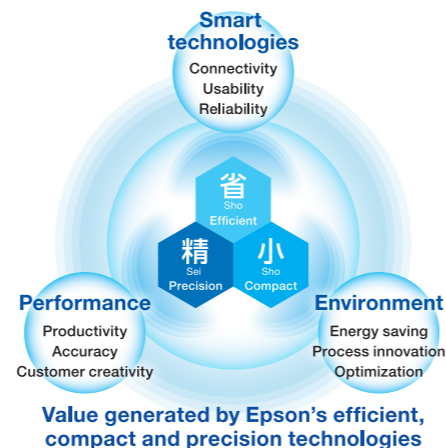 Smart
technologies
Connectivity
Usability
Reliability
省
Sho
Efficient
精
Sei
Precision
小
Sho
Compact
Performance
Productivity
Accuracy
Customer creativity
Environment
Energy saving
Process innovation
Optimization
Value generated by Epson's efficient,
compact and precision technologies